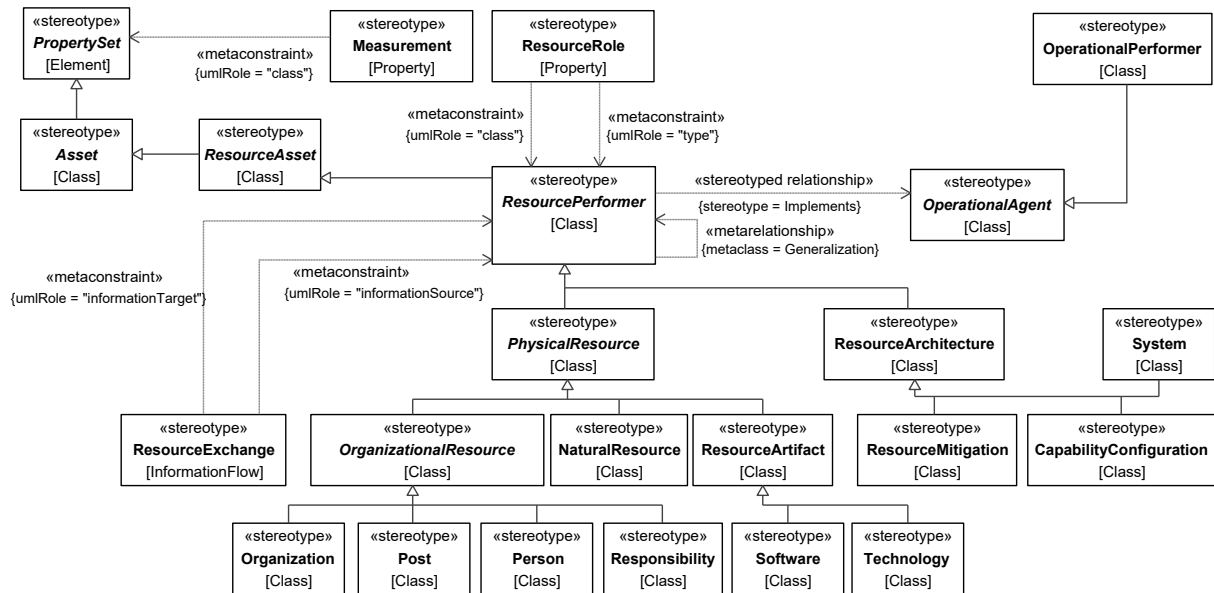 «stereotype»
PropertySet
[Element]
«metaconstraint»
{umlRole = "class"}
«stereotype»
Measurement
[Property]
«stereotype»
ResourceRole
[Property]
«stereotype»
OperationalPerformer
[Class]
«metaconstraint»
{umlRole = "class"}
«metaconstraint»
{umlRole = "type"}
«stereotype»
Asset
[Class]
«stereotype»
ResourceAsset
[Class]
«stereotype»
ResourcePerformer
[Class]
«stereotyped relationship»
{stereotype = Implements}
«metarelationship»
{metaclass = Generalization}
«stereotype»
OperationalAgent
[Class]
«metaconstraint»
{umlRole = "informationTarget"}
«metaconstraint»
{umlRole = "informationSource"}
«stereotype»
PhysicalResource
[Class]
«stereotype»
ResourceArchitecture
[Class]
«stereotype»
System
[Class]
«stereotype»
ResourceExchange
[InformationFlow]
«stereotype»
OrganizationalResource
[Class]
«stereotype»
NaturalResource
[Class]
«stereotype»
ResourceArtifact
[Class]
«stereotype»
ResourceMitigation
[Class]
«stereotype»
CapabilityConfiguration
[Class]
«stereotype»
Organization
[Class]
«stereotype»
Post
[Class]
«stereotype»
Person
[Class]
«stereotype»
Responsibility
[Class]
«stereotype»
Software
[Class]
«stereotype»
Technology
[Class]